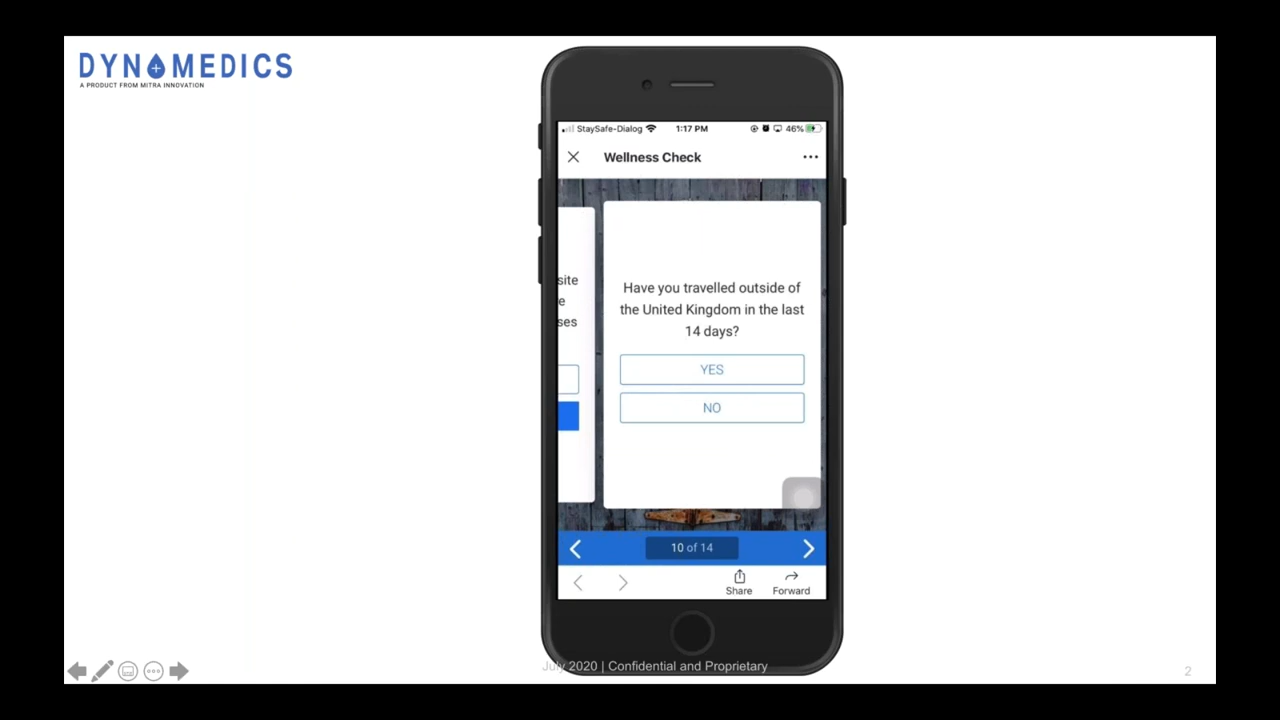 DYNAMEDICS
A PRODUCT FROM MITRA INNOVATION
StaySafe-Dialog
1:17 PM
46%
Wellness Check
site
e
ses
Have you travelled outside of
the United Kingdom in the last
14 days?
YES
NO
10 of 14
Share
Forward
July 2020 | Confidential and Proprietary
2